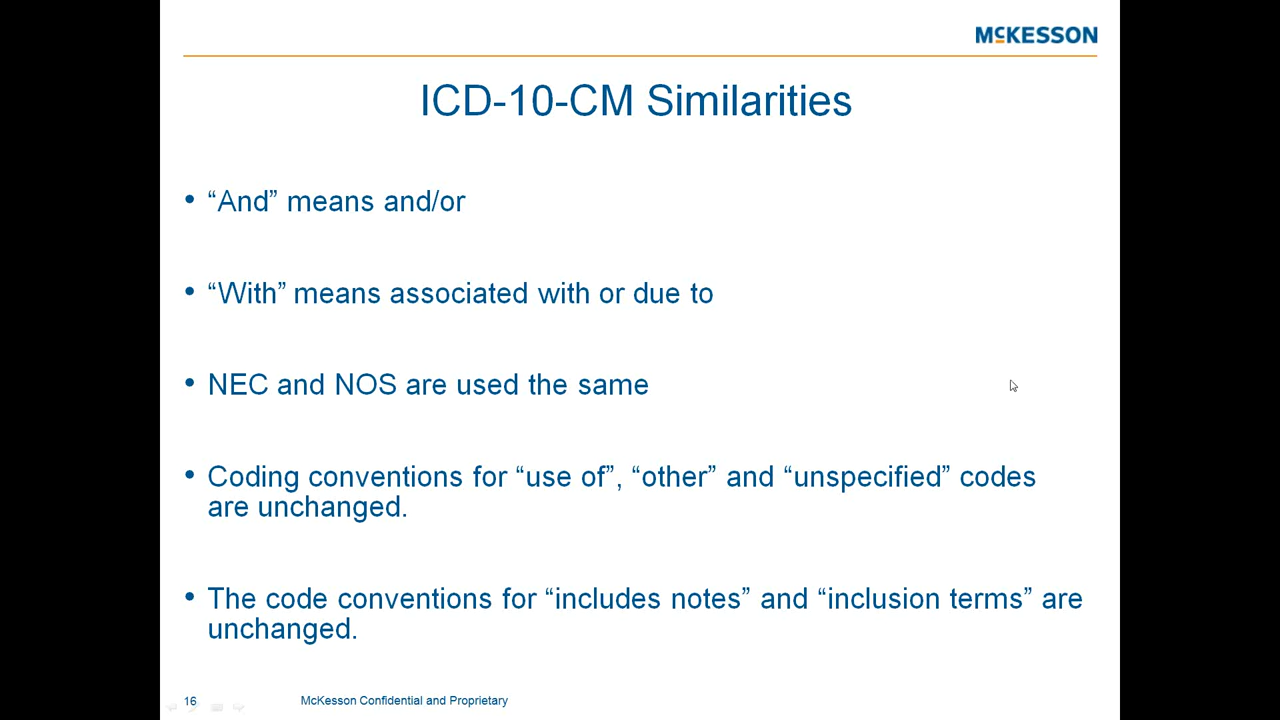 MCKESSON
ICD-10-CM Similarities
• “And” means and/or
• “With” means associated with or due to
• NEC and NOS are used the same
• Coding conventions for “use of”, “other” and “unspecified” codes
are unchanged.
• The code conventions for “includes notes” and “inclusion terms” are
unchanged.
16 McKesson Confidential and Proprietary